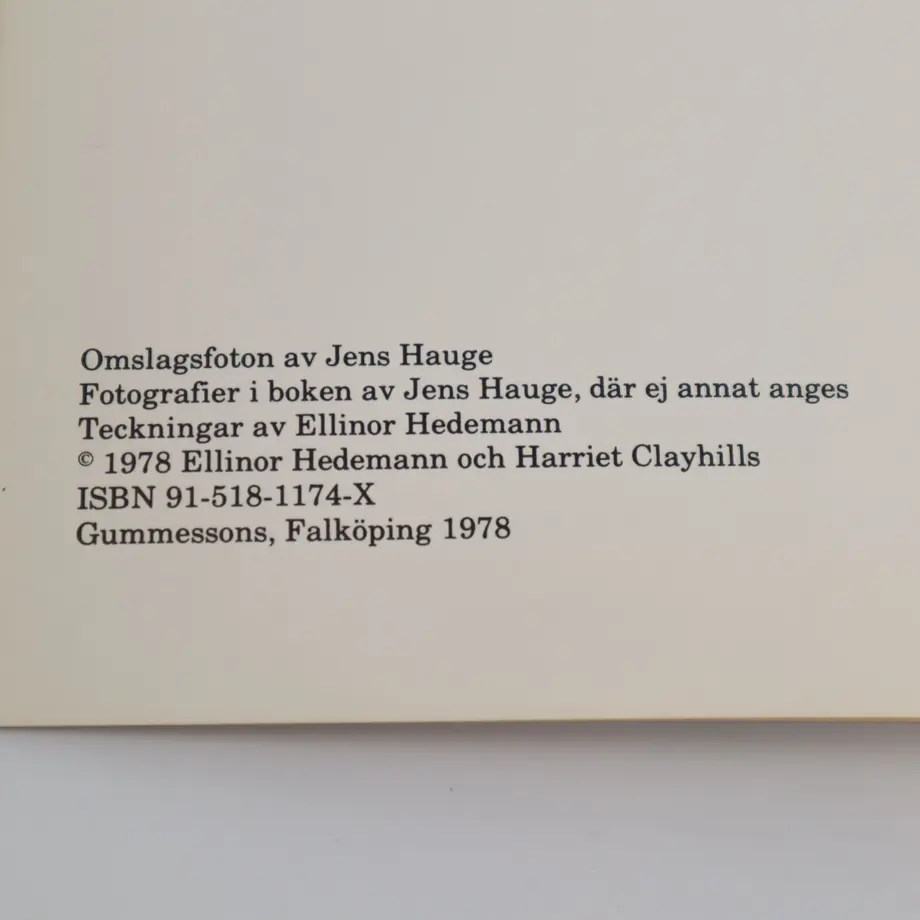 Omslagsfoton av Jens Hauge
Fotografier i boken av Jens Hauge, där ej annat anges
Teckningar av Ellinor Hedemann
© 1978 Ellinor Hedemann och Harriet Clayhills
ISBN 91-518-1174-X
Gummessons, Falköping 1978